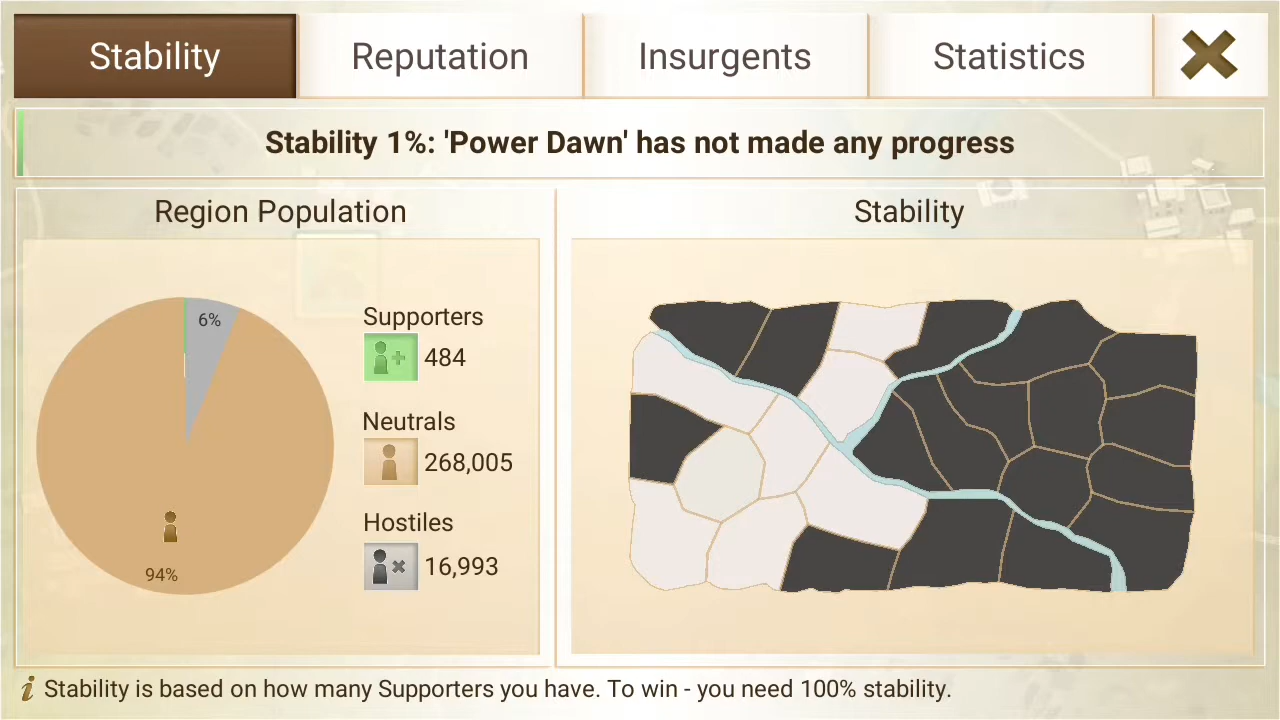 Stability
Reputation
Insurgents
Statistics
Stability 1%: 'Power Dawn' has not made any progress
Region Population
Stability
6%
94%
Supporters
484
Neutrals
268,005
Hostiles
16,993
i Stability is based on how many Supporters you have. To win - you need 100% stability.